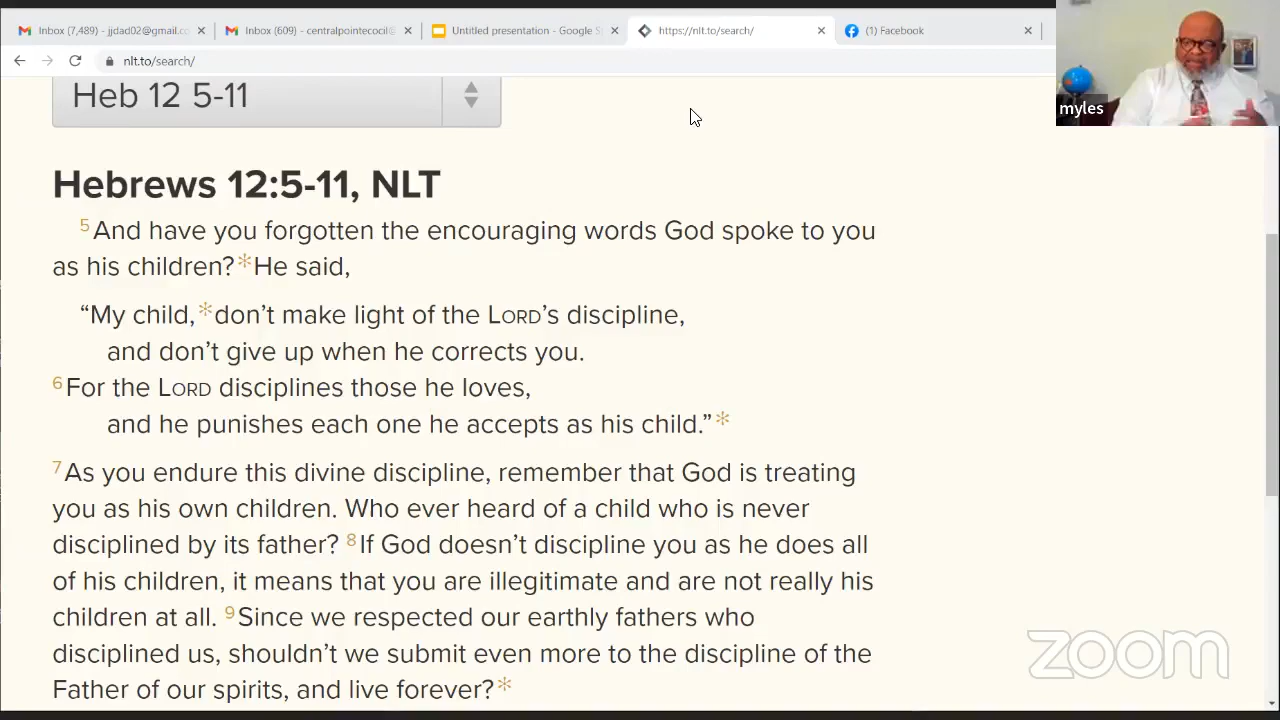 Inbox (7,489) - jjdad02@gmail.co
Inbox (609) - centralpointecocil@
Untitled presentation - Google S
https://nlt.to/search/
(1) Facebook
nlt.to/search/
myles
Heb 12 5-11
Hebrews 12:5-11, NLT
5 And have you forgotten the encouraging words God spoke to you
as his children?* He said,
“My child,* don’t make light of the LORD’s discipline,
and don’t give up when he corrects you.
6 For the LORD disciplines those he loves,
and he punishes each one he accepts as his child.”*
7 As you endure this divine discipline, remember that God is treating
you as his own children. Who ever heard of a child who is never
disciplined by its father? 8 If God doesn’t discipline you as he does all
of his children, it means that you are illegitimate and are not really his
children at all. 9 Since we respected our earthly fathers who
disciplined us, shouldn’t we submit even more to the discipline of the
Father of our spirits, and live forever?*
zoom